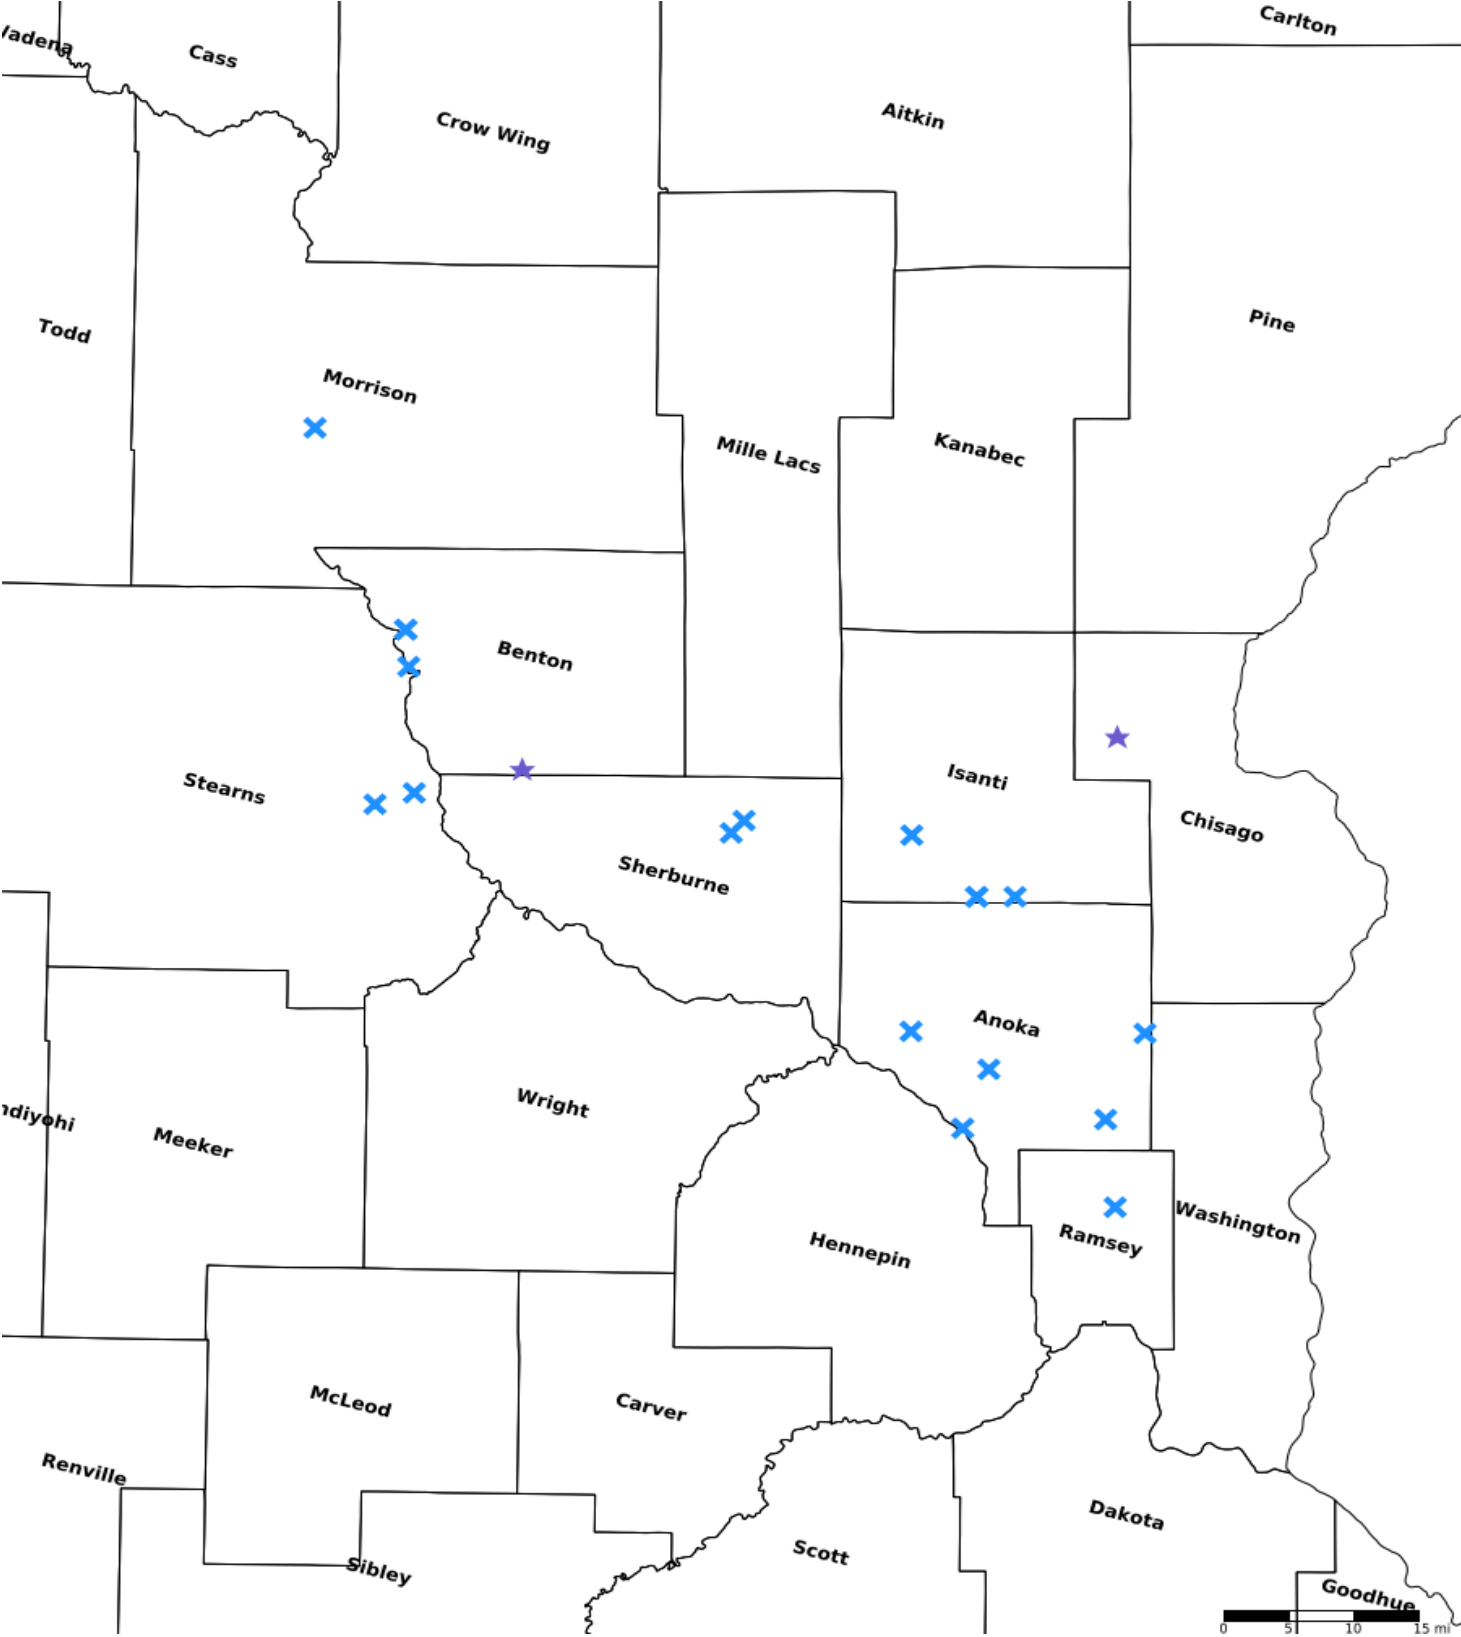 Carlton
Cass
Crow Wing
Aitkin
Todd
Pine
Morrison
Mille Lacs
Kanabec
Benton
Stearns
Isanti
Chisago
Sherburne
Anoka
Wright
ndiyohi
Meeker
Washington
Hennepin
Ramsey
McLeod
Carver
Renville
Dakota
Scott
Sibley
Goodhue
0 5 10 15 mi